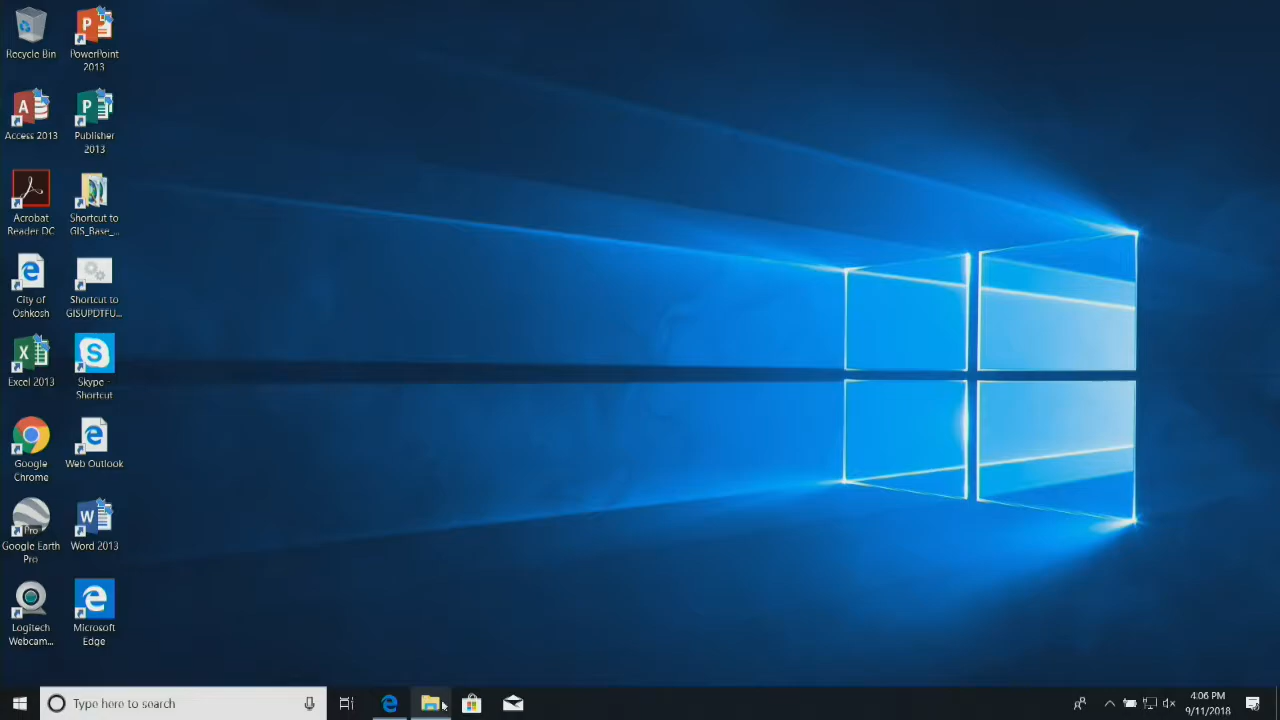 Recycle Bin
PowerPoint
2013
Access 2013
Publisher
2013
Acrobat
Reader DC
Shortcut to
GIS_Base_...
City of
Oshkosh
Shortcut to
GISUPDTFU...
Excel 2013
Skype -
Shortcut
Google
Chrome
Web Outlook
Google Earth
Pro
Word 2013
Logitech
Webcam...
Microsoft
Edge
Type here to search
4:06 PM
9/11/2018